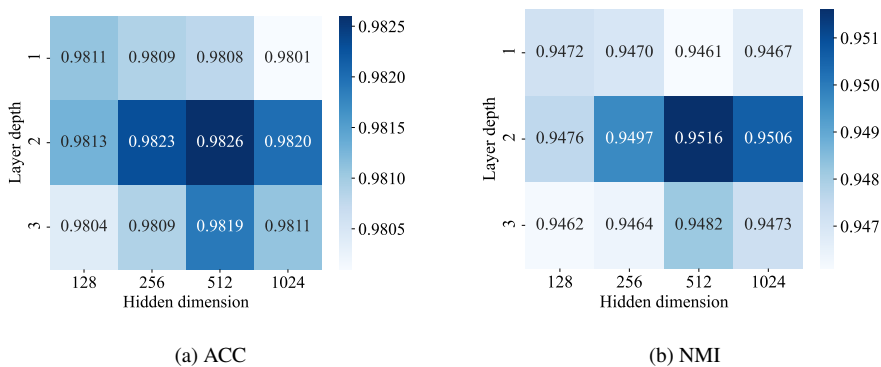 1 0.9811 0.9809 0.9808 0.9801
2 0.9813 0.9823 0.9826 0.9820
3 0.9804 0.9809 0.9819 0.9811
128 256 512 1024
Layer depth
Hidden dimension
0.9825
0.9820
0.9815
0.9810
0.9805
(a) ACC
1 0.9472 0.9470 0.9461 0.9467
2 0.9476 0.9497 0.9516 0.9506
3 0.9462 0.9464 0.9482 0.9473
128 256 512 1024
Layer depth
Hidden dimension
0.951
0.950
0.949
0.948
0.947
(b) NMI